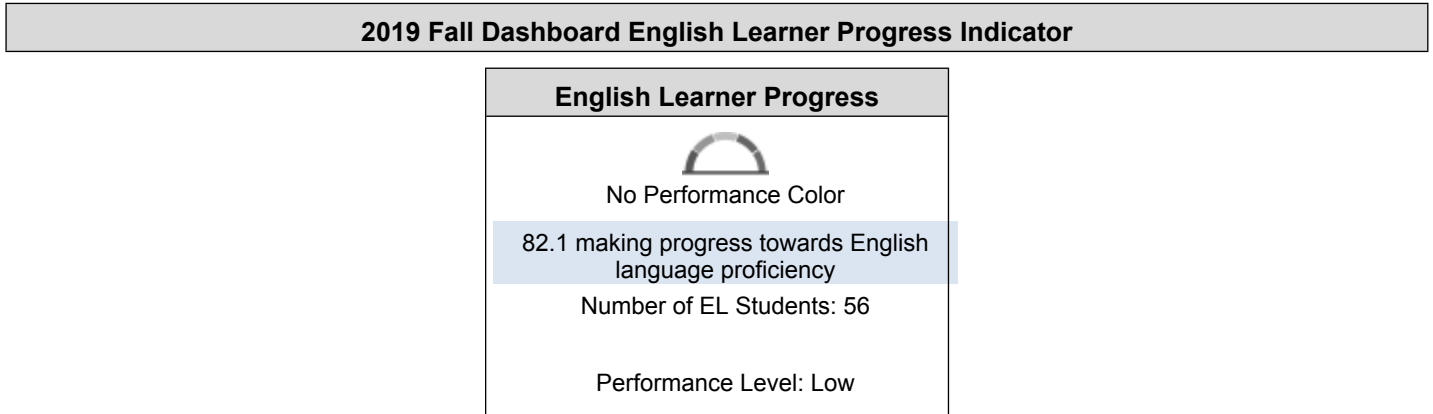 2019 Fall Dashboard English Learner Progress Indicator
English Learner Progress
No Performance Color
82.1 making progress towards English
language proficiency
Number of EL Students: 56
Performance Level: Low